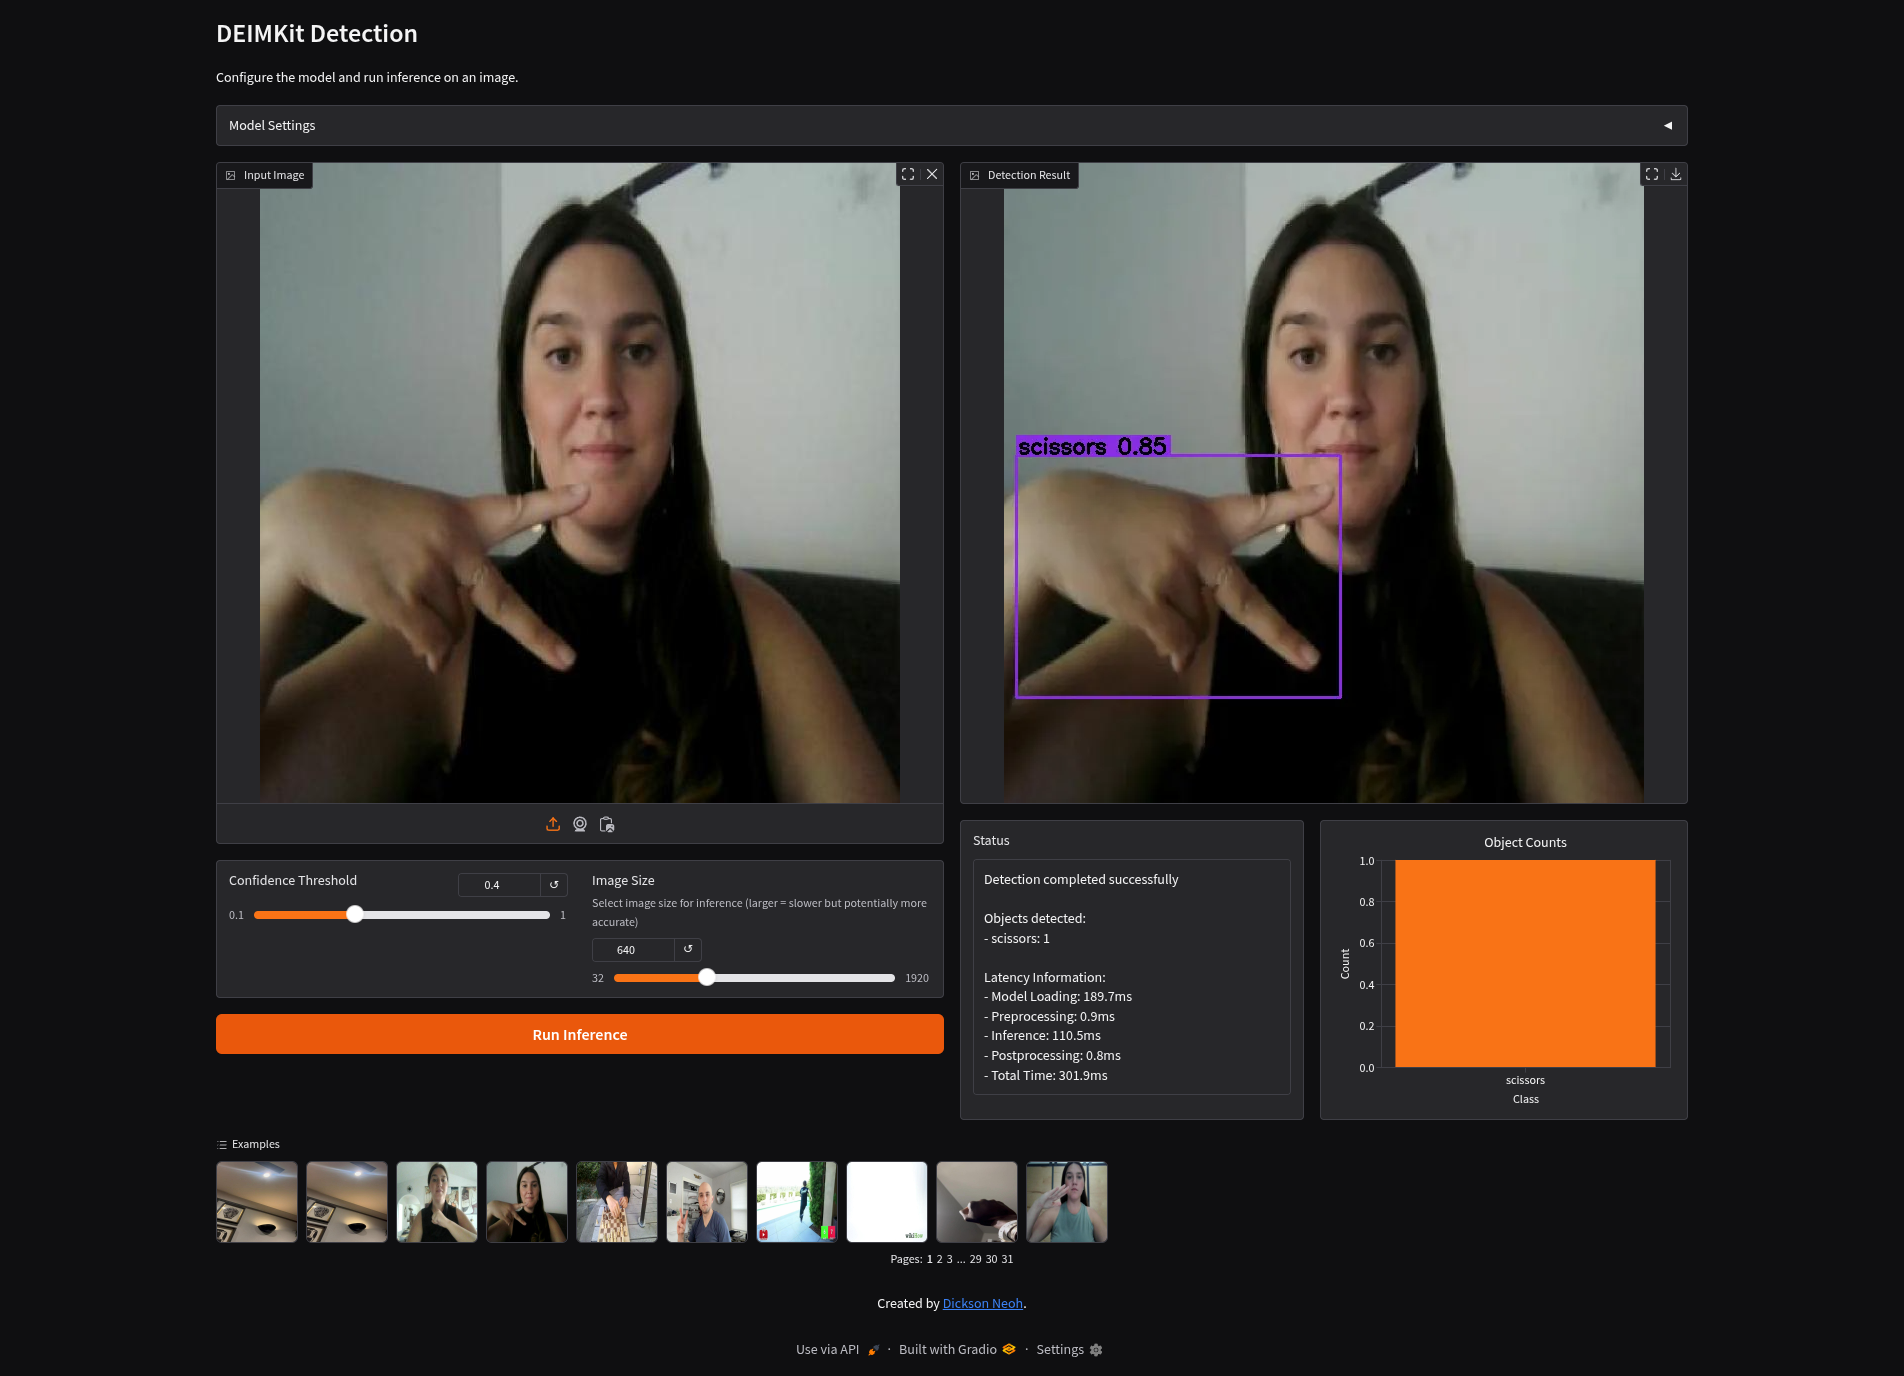 DEIMKit Detection
Configure the model and run inference on an image.
Model Settings
Input Image
Detection Result
scissors 0.85
Confidence Threshold
0.4
0.1
1
Image Size
Select image size for inference (larger = slower but potentially more
accurate)
640
32
1920
Run Inference
Status
Detection completed successfully
Objects detected:
- scissors: 1
Latency Information:
- Model Loading: 189.7ms
- Preprocessing: 0.9ms
- Inference: 110.5ms
- Postprocessing: 0.8ms
- Total Time: 301.9ms
Object Counts
1.0
0.8
0.6
0.4
0.2
0.0
Count
scissors
Class
Examples
Pages: 1 2 3 ... 29 30 31
Created by Dickson Neoh.
Use via API · Built with Gradio · Settings